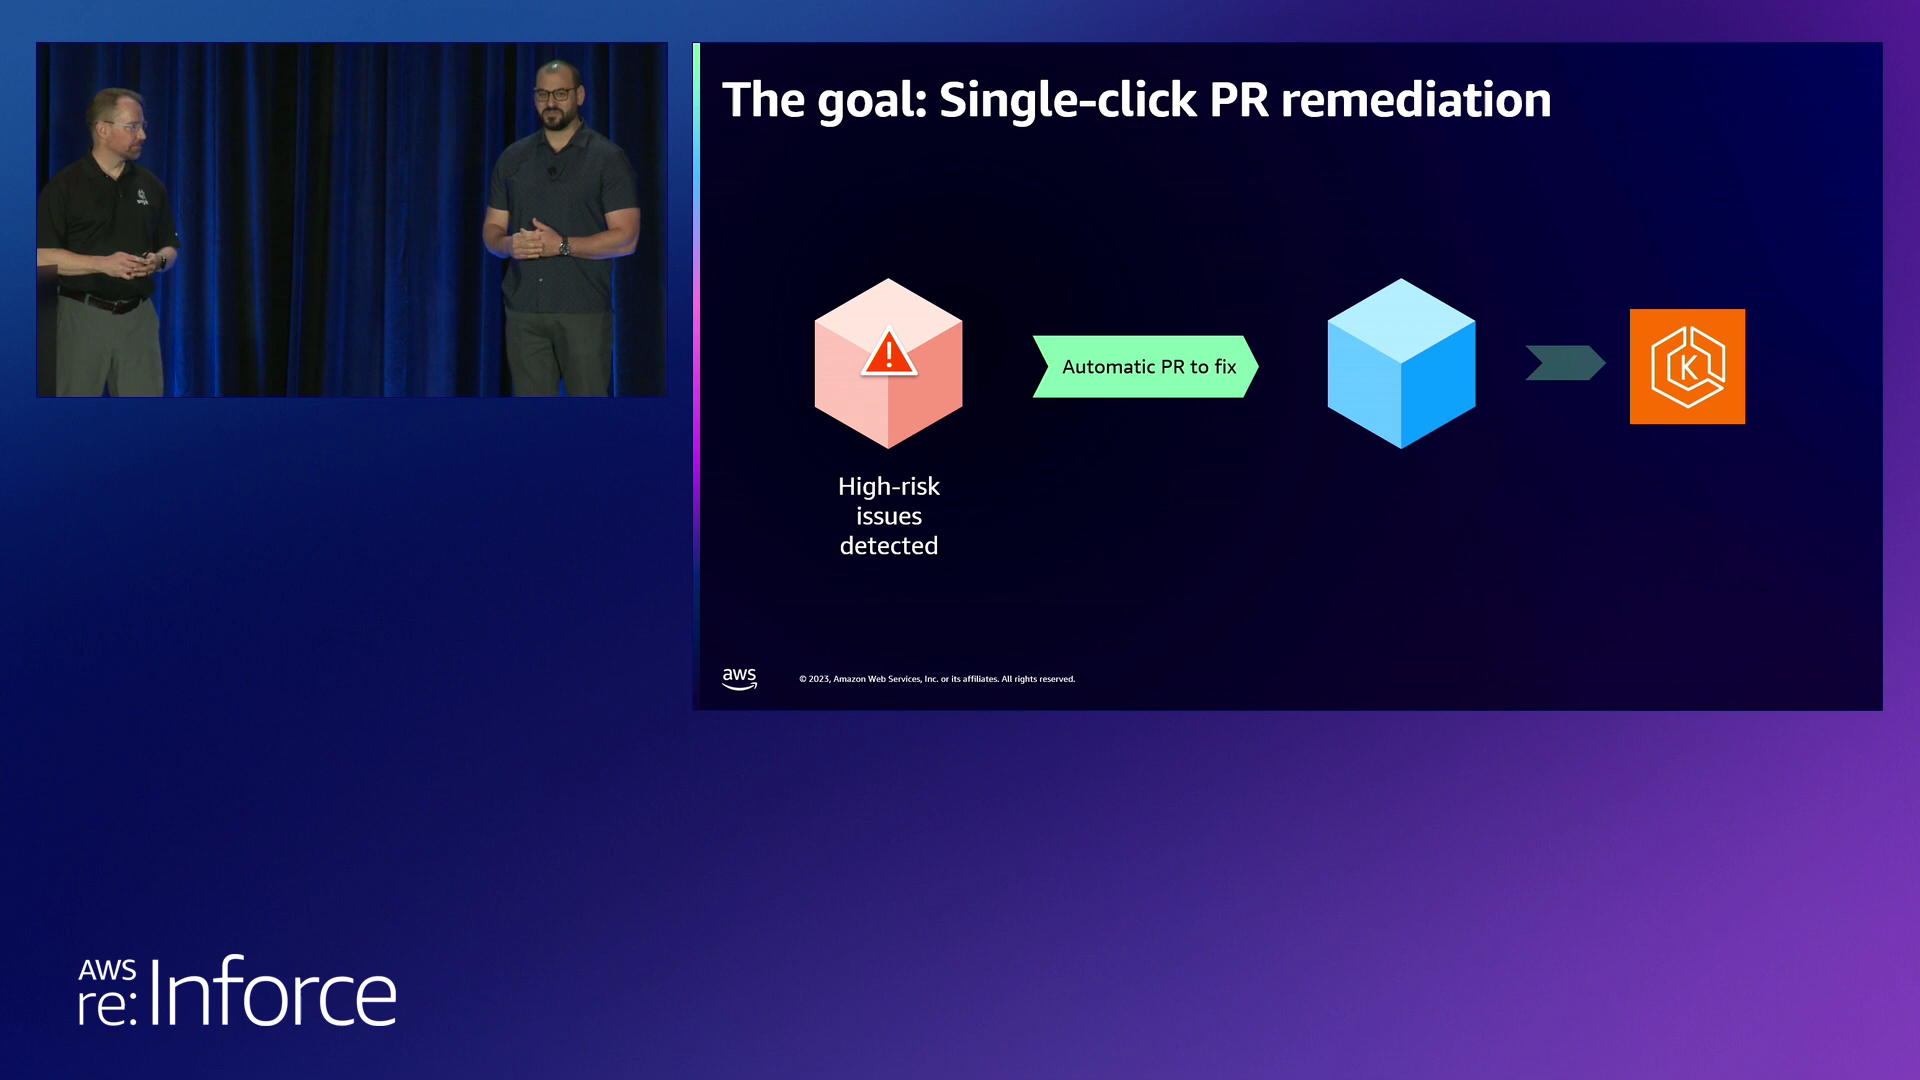 The goal: Single-click PR remediation
!
Automatic PR to fix
K
High-risk
issues
detected
aws
© 2023, Amazon Web Services, Inc. or its affiliates. All rights reserved.
AWS
re:Inforce